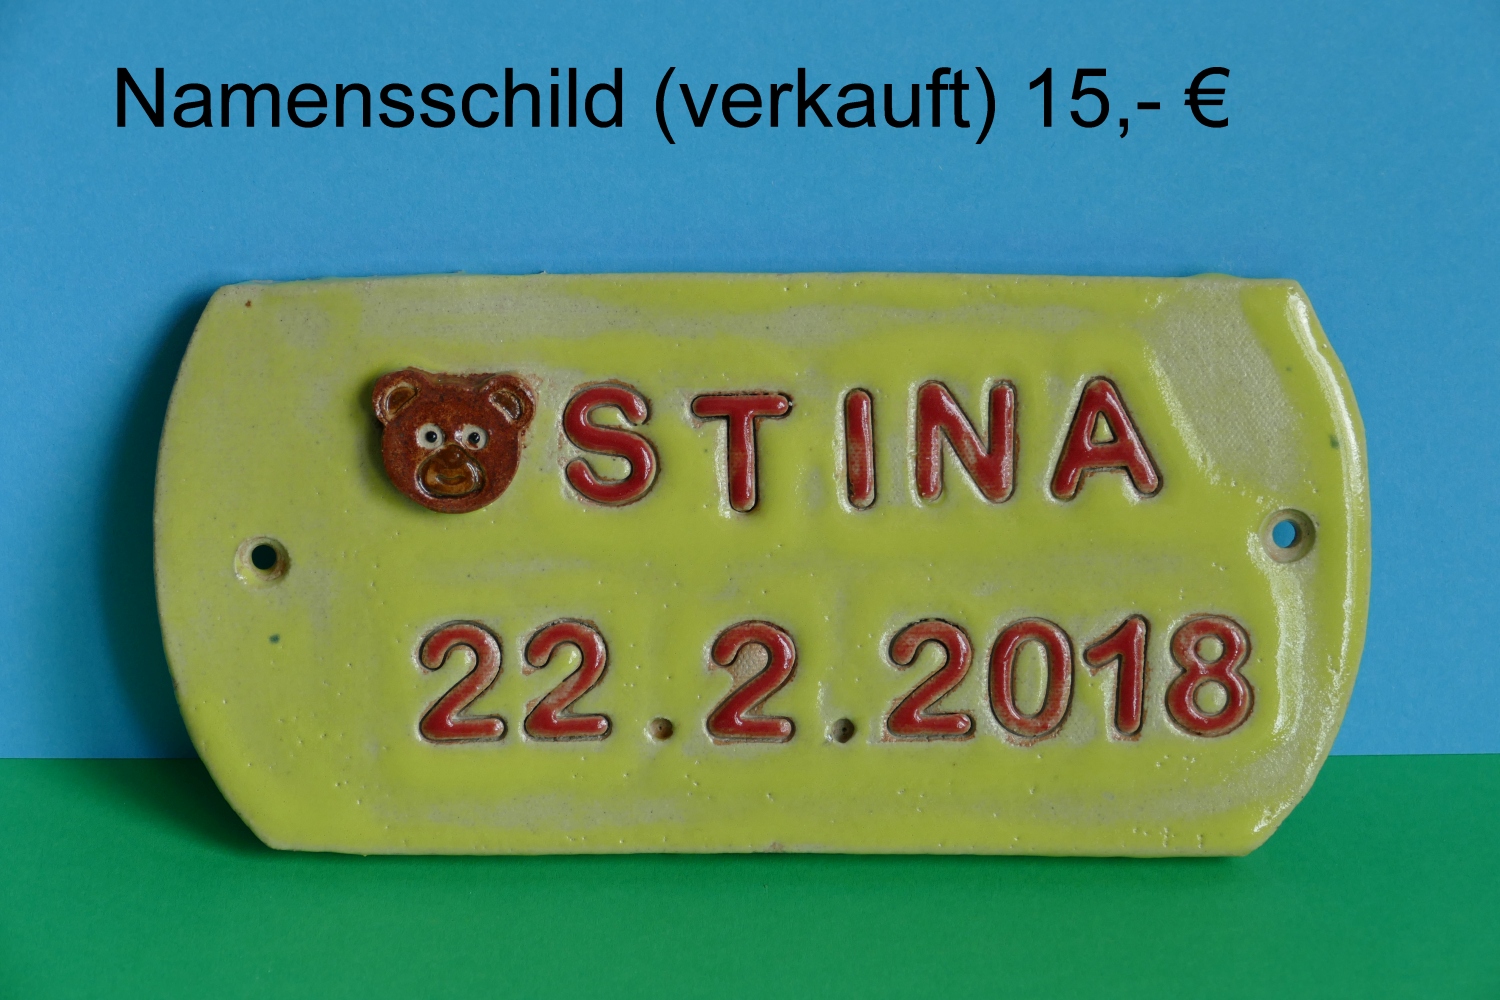 Namensschild (verkauft) 15,- €
STINA
22.2.2018